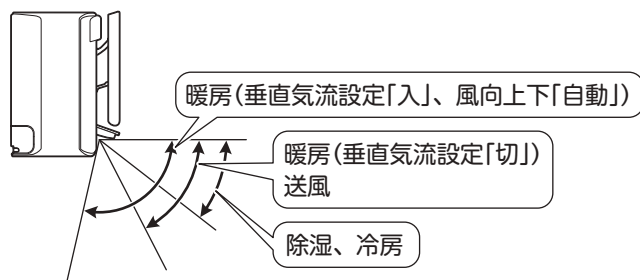 暖房(垂直気流設定「入」、風向上下「自動」)
暖房(垂直気流設定「切」)
送風
除湿、冷房